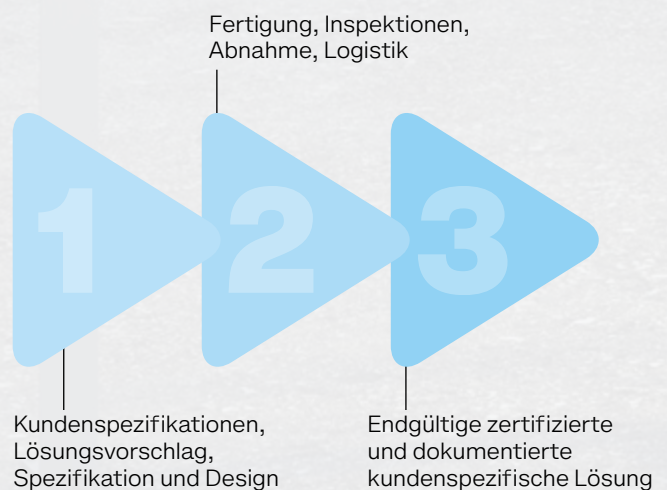 Fertigung, Inspektionen,
Abnahme, Logistik
1
2
3
Kundenspezifikationen,
Lösungsvorschlag,
Spezifikation und Design
Endgültige zertifizierte
und dokumentierte
kundenspezifische Lösung